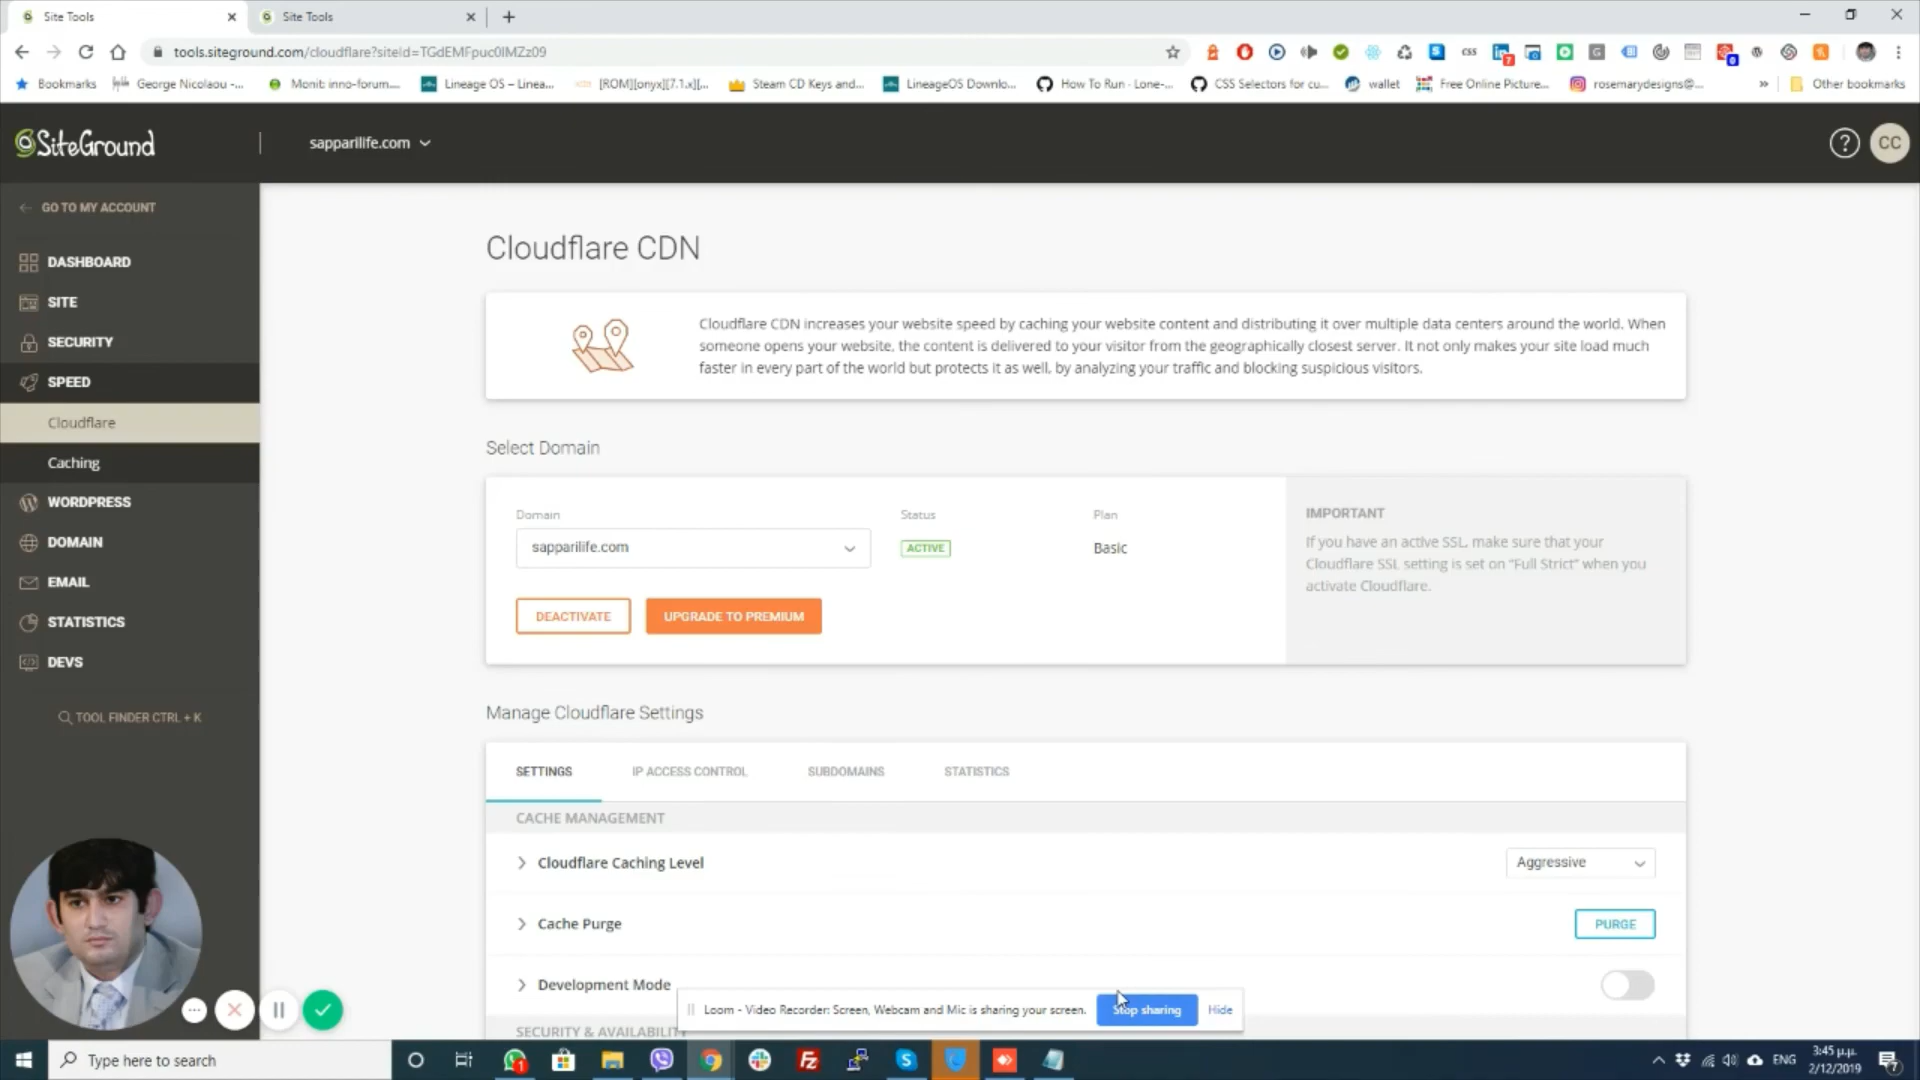 Site Tools
Site Tools
tools.siteground.com/cloudflare?siteId=TGdEMFpuc0lMZz09
Bookmarks
George Nicolaou -...
Monit: inno-forum....
Lineage OS – Linea...
[ROM][onyx][7.1.x][...
Steam CD Keys and...
LineageOS Downlo...
How To Run - Lone-...
CSS Selectors for cu...
wallet
Free Online Picture...
rosemarydesigns@...
»
Other bookmarks
SiteGround
sapparilife.com
?
CC
GO TO MY ACCOUNT
DASHBOARD
SITE
SECURITY
SPEED
Cloudflare
Caching
WORDPRESS
DOMAIN
EMAIL
STATISTICS
DEVS
TOOL FINDER CTRL + K
Cloudflare CDN
Cloudflare CDN increases your website speed by caching your website content and distributing it over multiple data centers around the world. When
someone opens your website, the content is delivered to your visitor from the geographically closest server. It not only makes your site load much
faster in every part of the world but protects it as well, by analyzing your traffic and blocking suspicious visitors.
Select Domain
Domain
Status
Plan
sapparilife.com
ACTIVE
Basic
DEACTIVATE
UPGRADE TO PREMIUM
IMPORTANT
If you have an active SSL, make sure that your
Cloudflare SSL setting is set on "Full Strict" when you
activate Cloudflare.
Manage Cloudflare Settings
SETTINGS
IP ACCESS CONTROL
SUBDOMAINS
STATISTICS
CACHE MANAGEMENT
Cloudflare Caching Level
Aggressive
Cache Purge
PURGE
Development Mode
SECURITY & AVAILABILITY
Loom - Video Recorder: Screen, Webcam and Mic is sharing your screen.
Stop sharing
Hide
Type here to search
ENG
3:45 μ.μ.
2/12/2019